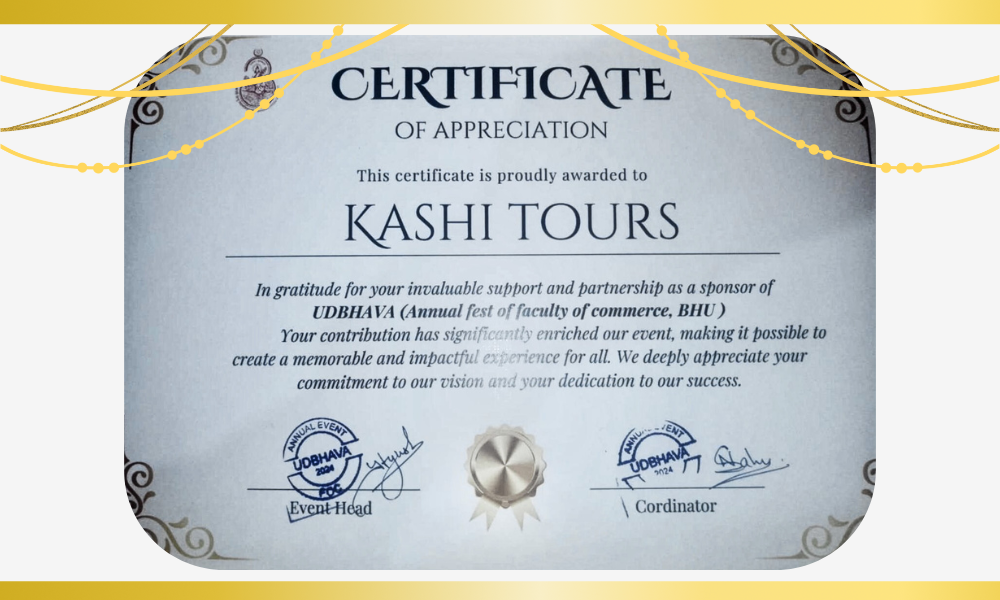 CERTIFICATE
OF APPRECIATION
This certificate is proudly awarded to
KASHI TOURS
In gratitude for your invaluable support and partnership as a sponsor of
UDBHAVA (Annual fest of faculty of commerce, BHU )
Your contribution has significantly enriched our event, making it possible to
create a memorable and impactful experience for all. We deeply appreciate your
commitment to our vision and your dedication to our success.
ANNUAL EVENT
UDBHAVA
2024
FOC
Event Head
ANNUAL EVENT
UDBHAVA
2024
Cordinator